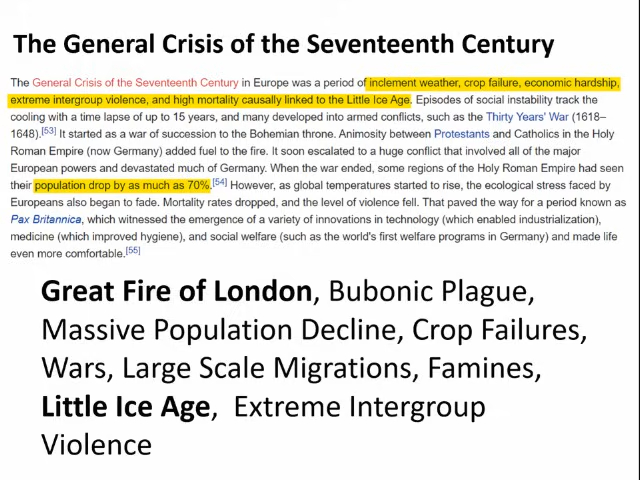 The General Crisis of the Seventeenth Century
The General Crisis of the Seventeenth Century in Europe was a period of inclement weather, crop failure, economic hardship,
extreme intergroup violence, and high mortality causally linked to the Little Ice Age. Episodes of social instability track the
cooling with a time lapse of up to 15 years, and many developed into armed conflicts, such as the Thirty Years' War (1618–
1648).[53] It started as a war of succession to the Bohemian throne. Animosity between Protestants and Catholics in the Holy
Roman Empire (now Germany) added fuel to the fire. It soon escalated to a huge conflict that involved all of the major
European powers and devastated much of Germany. When the war ended, some regions of the Holy Roman Empire had seen
their population drop by as much as 70%.[54] However, as global temperatures started to rise, the ecological stress faced by
Europeans also began to fade. Mortality rates dropped, and the level of violence fell. That paved the way for a period known as
Pax Britannica, which witnessed the emergence of a variety of innovations in technology (which enabled industrialization),
medicine (which improved hygiene), and social welfare (such as the world's first welfare programs in Germany) and made life
even more comfortable.[55]
Great Fire of London, Bubonic Plague,
Massive Population Decline, Crop Failures,
Wars, Large Scale Migrations, Famines,
Little Ice Age, Extreme Intergroup
Violence